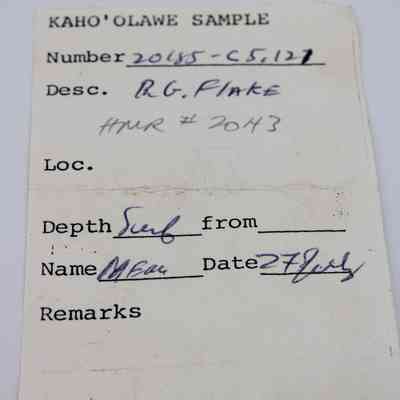 KAHO'OLAWE SAMPLE
Number 20485-C5,127
Desc. R.G. FlAKE
HMR # 2043
Loc.
Depth Surf from
Name Date 27 July
Remarks